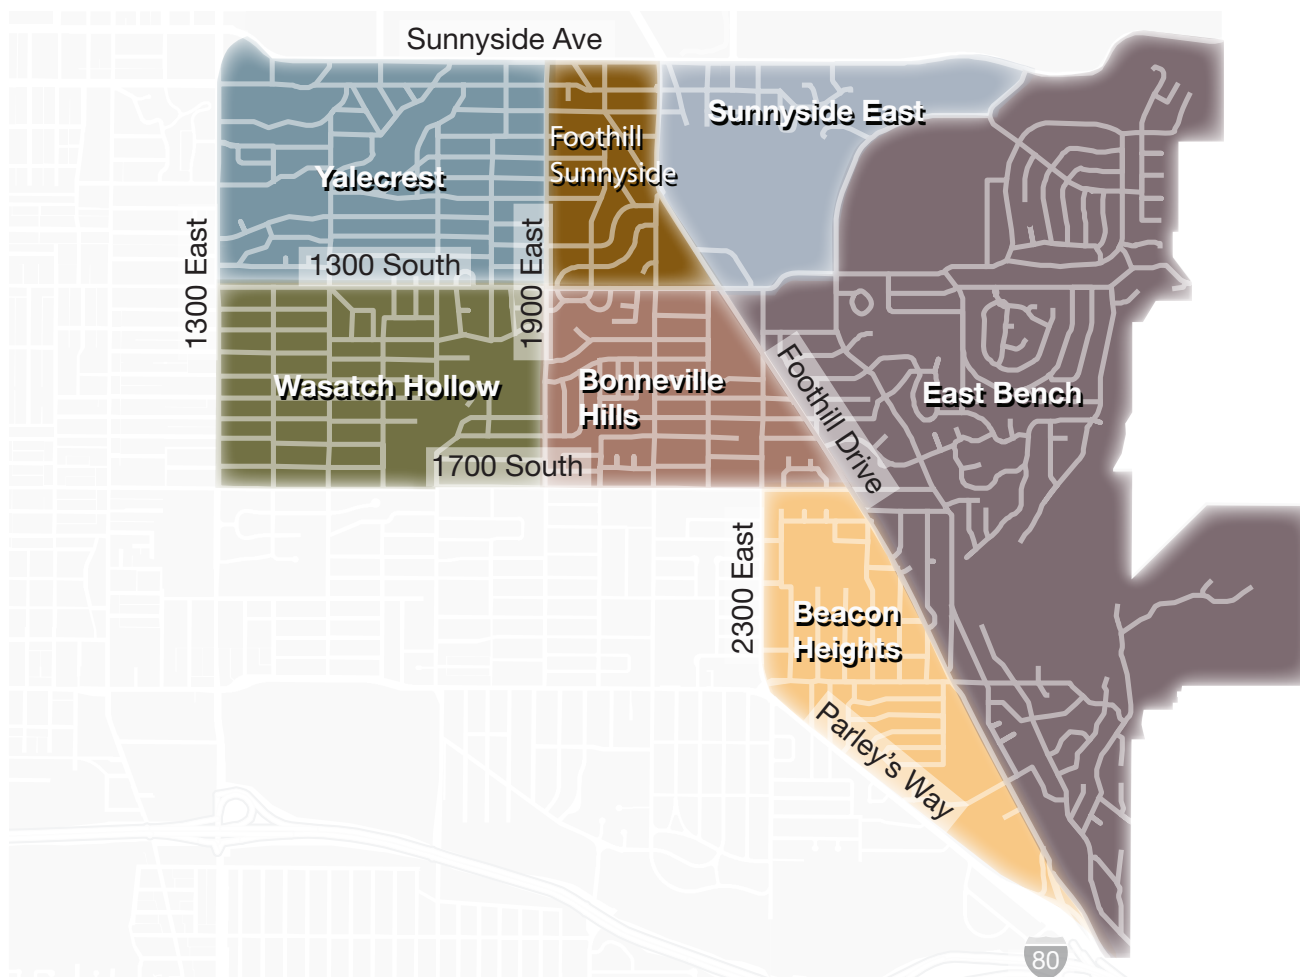 Sunnyside Ave
Sunnyside East
Foothill
Sunnyside
Yalecrest
1300 East
1300 South
1900 East
Wasatch Hollow
Bonneville
Hills
Foothill Drive
East Bench
1700 South
2300 East
Beacon
Heights
Parley's Way
80